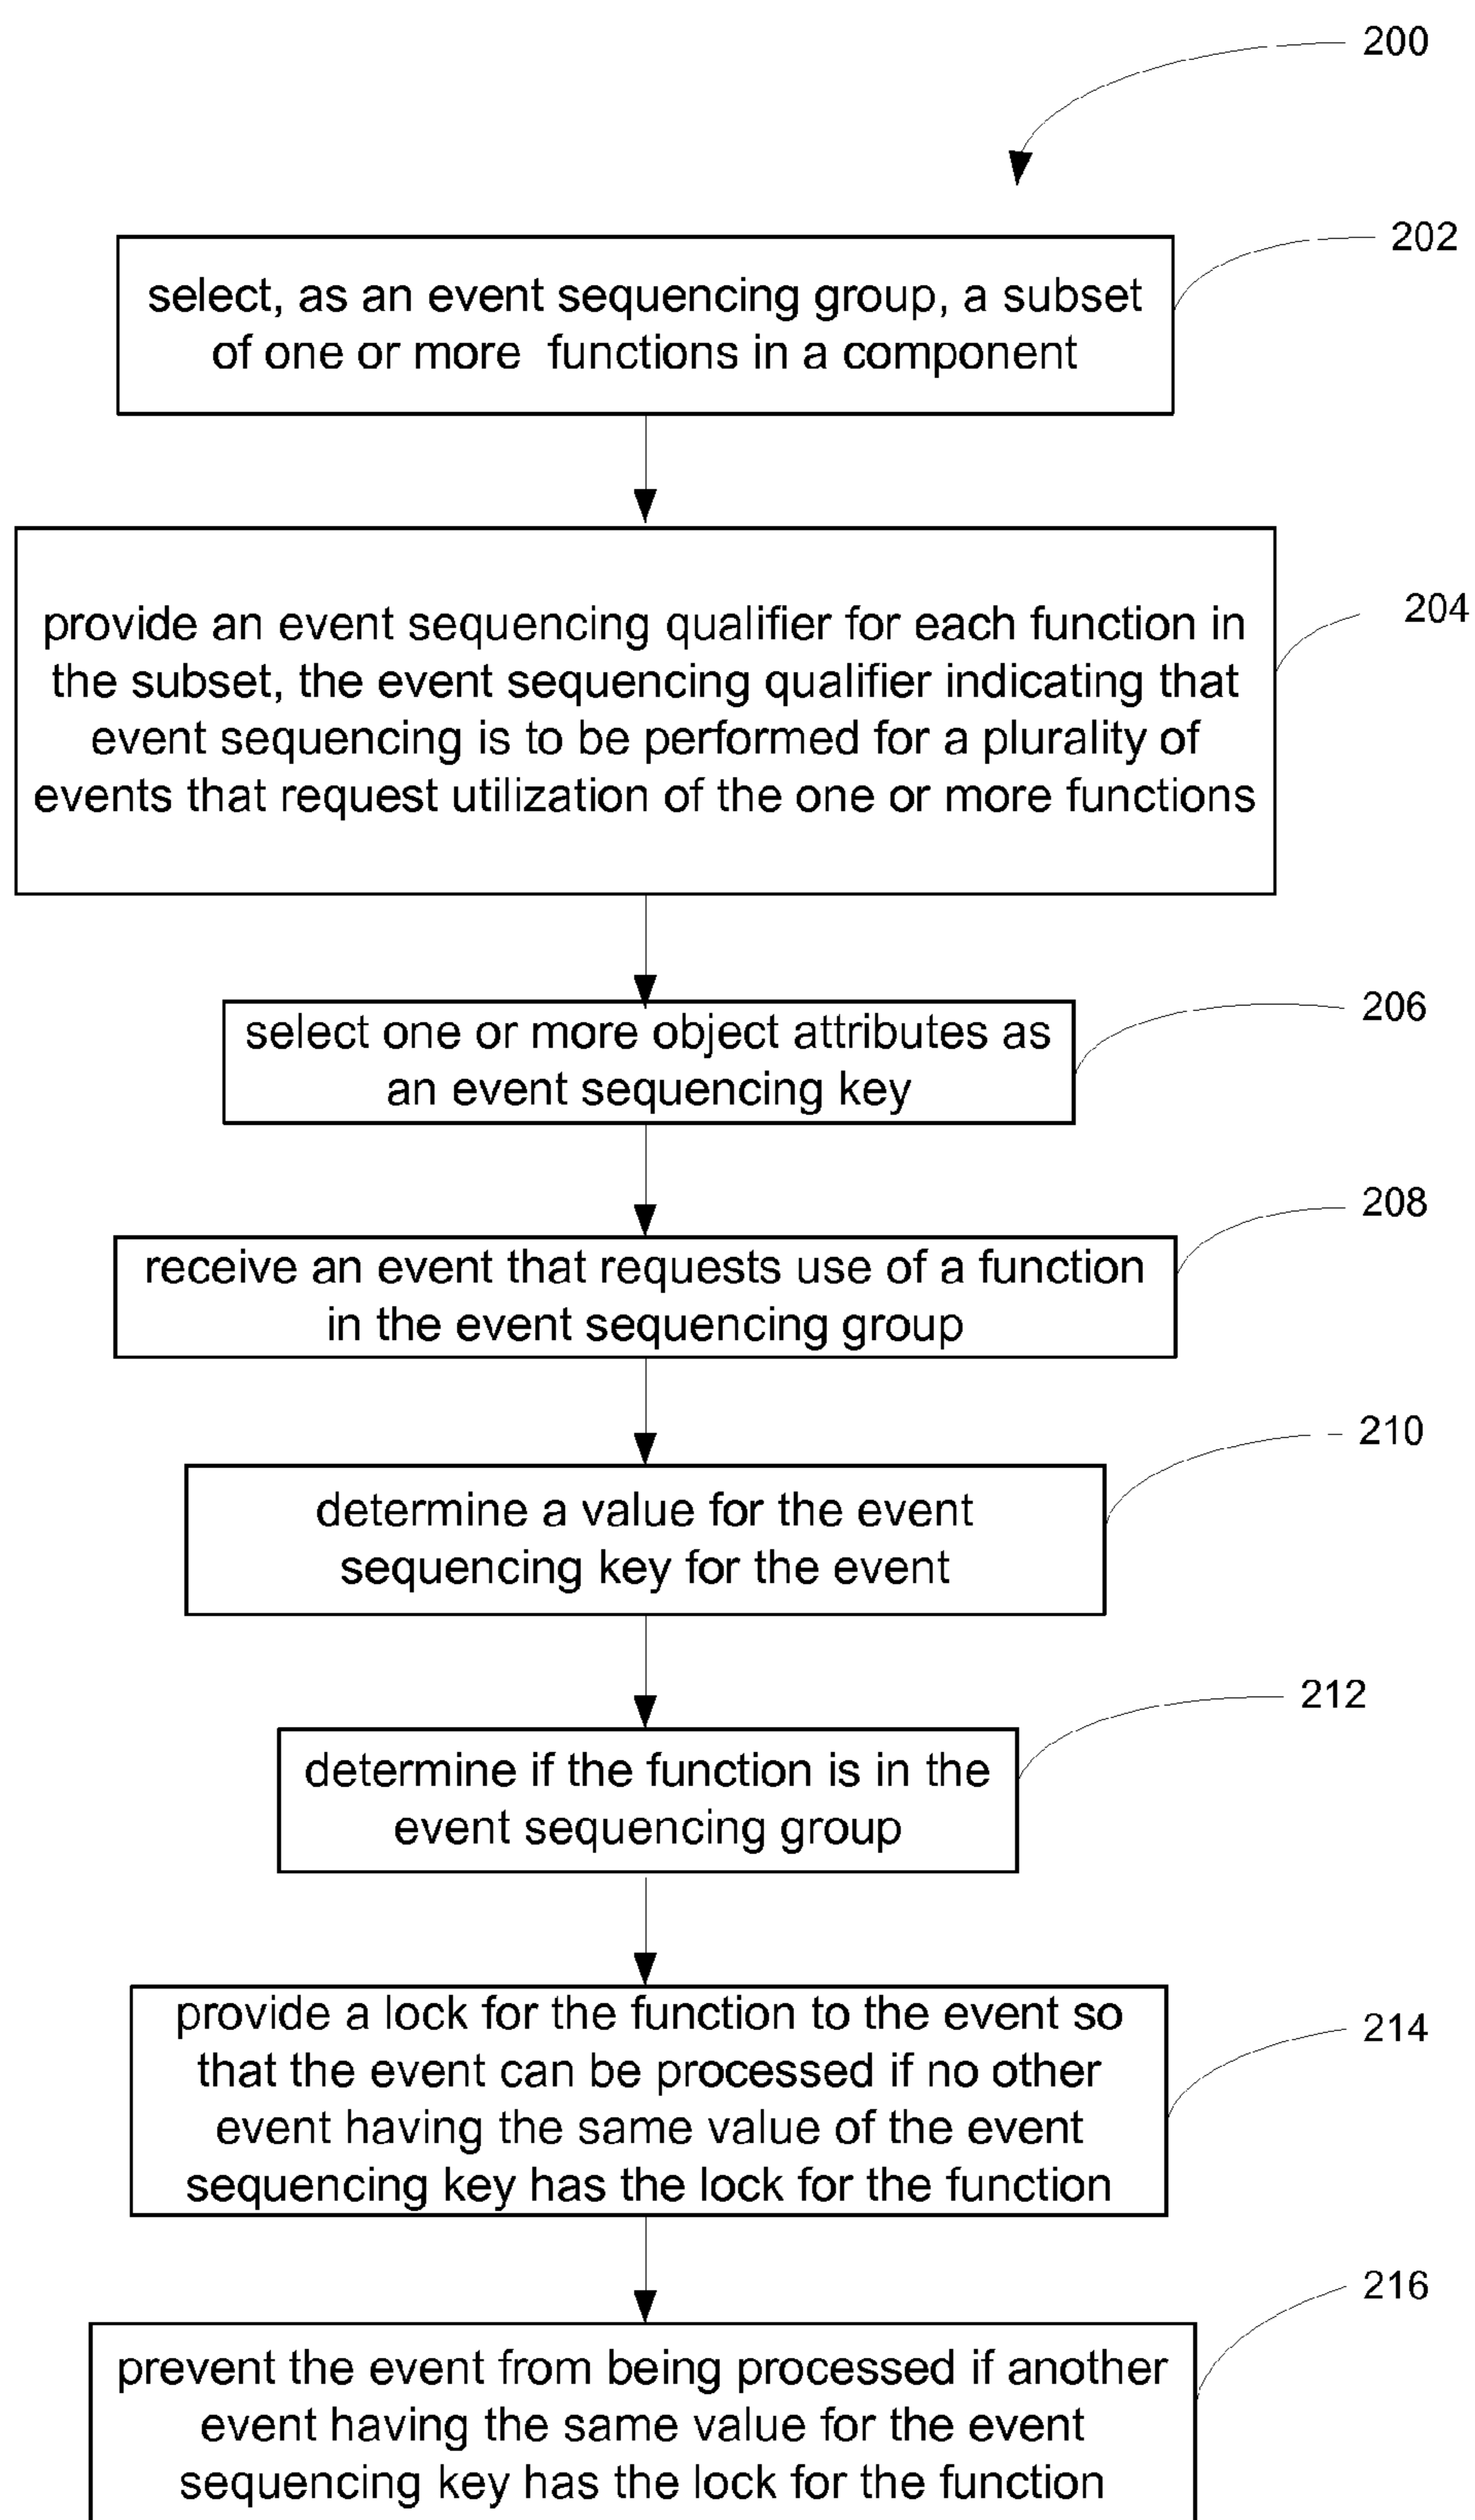 200
202
select, as an event sequencing group, a subset
of one or more functions in a component
204
provide an event sequencing qualifier for each function in
the subset, the event sequencing qualifier indicating that
event sequencing is to be performed for a plurality of
events that request utilization of the one or more functions
206
select one or more object attributes as
an event sequencing key
208
receive an event that requests use of a function
in the event sequencing group
210
determine a value for the event
sequencing key for the event
212
determine if the function is in the
event sequencing group
214
provide a lock for the function to the event so
that the event can be processed if no other
event having the same value of the event
sequencing key has the lock for the function
216
prevent the event from being processed if another
event having the same value for the event
sequencing key has the lock for the function